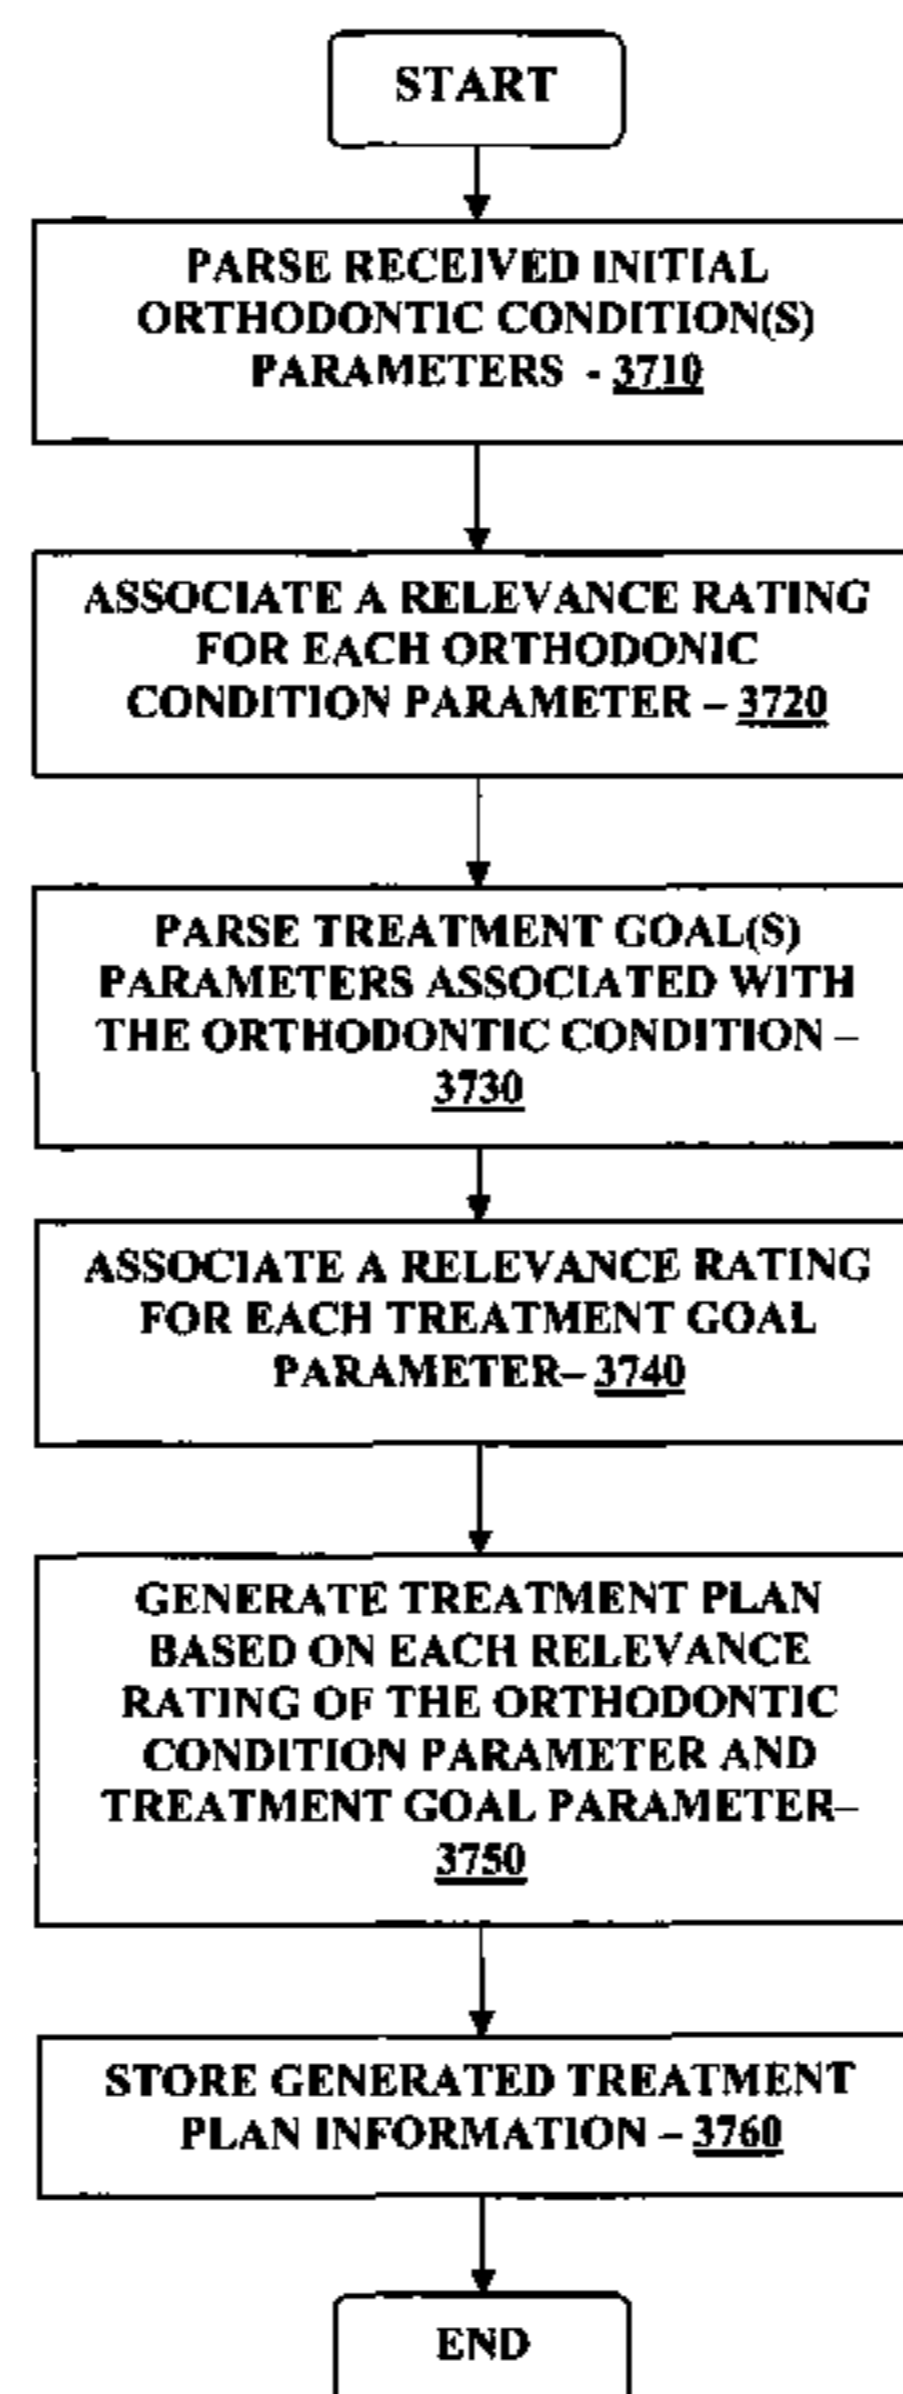 START
PARSE RECEIVED INITIAL
ORTHODONTIC CONDITION(S)
PARAMETERS - 3710
ASSOCIATE A RELEVANCE RATING
FOR EACH ORTHODONIC
CONDITION PARAMETER – 3720
PARSE TREATMENT GOAL(S)
PARAMETERS ASSOCIATED WITH
THE ORTHODONTIC CONDITION –
3730
ASSOCIATE A RELEVANCE RATING
FOR EACH TREATMENT GOAL
PARAMETER– 3740
GENERATE TREATMENT PLAN
BASED ON EACH RELEVANCE
RATING OF THE ORTHODONTIC
CONDITION PARAMETER AND
TREATMENT GOAL PARAMETER–
3750
STORE GENERATED TREATMENT
PLAN INFORMATION – 3760
END